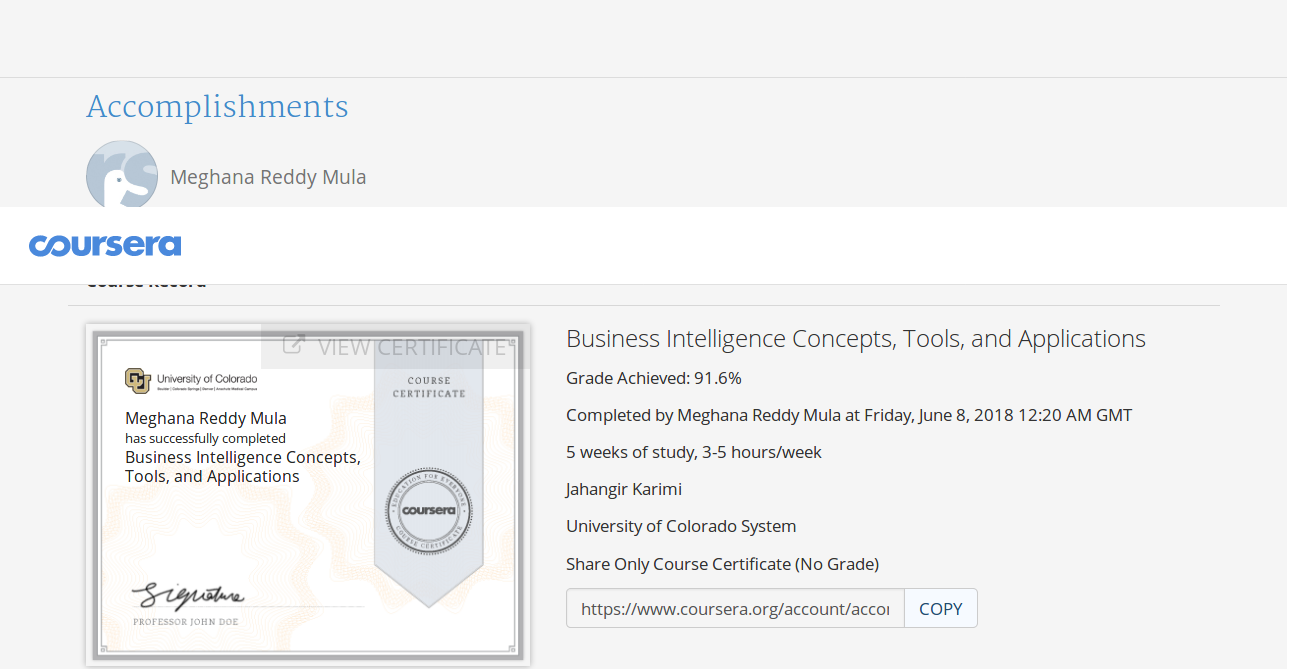 Accomplishments
Meghana Reddy Mula
coursera
Course Record
VIEW CERTIFICATE
University of Colorado
Boulder | Colorado Springs | Denver | Anschutz Medical Campus
COURSE
CERTIFICATE
Meghana Reddy Mula
has successfully completed
Business Intelligence Concepts,
Tools, and Applications
EDUCATION FOR EVERYONE
coursera
COURSE CERTIFICATE
Signature
PROFESSOR JOHN DOE
Business Intelligence Concepts, Tools, and Applications
Grade Achieved: 91.6%
Completed by Meghana Reddy Mula at Friday, June 8, 2018 12:20 AM GMT
5 weeks of study, 3-5 hours/week
Jahangir Karimi
University of Colorado System
Share Only Course Certificate (No Grade)
https://www.coursera.org/account/accor
COPY